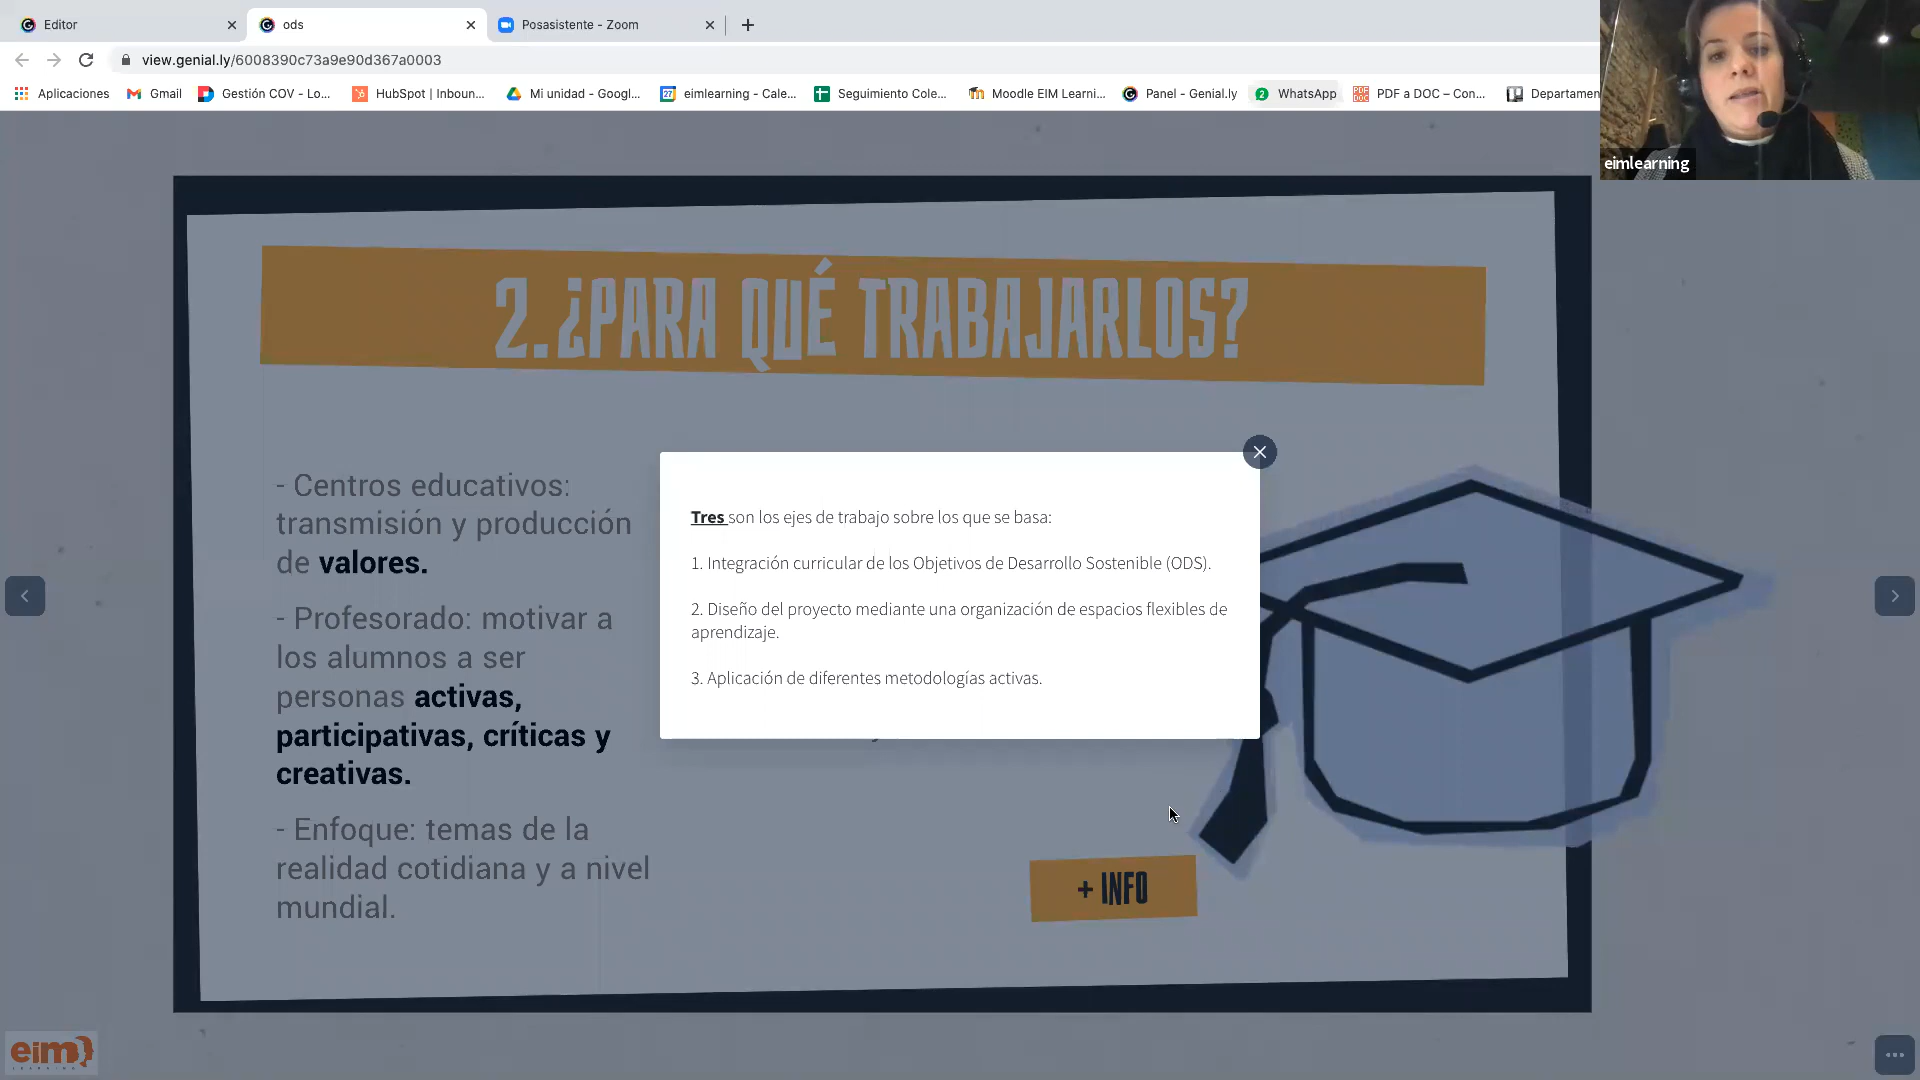 Editor
ods
Posasistente - Zoom
view.genial.ly/6008390c73a9e90d367a0003
Aplicaciones
Gmail
Gestión COV - Lo...
HubSpot | Inboun...
Mi unidad - Googl...
27
eimlearning - Cale...
Seguimiento Cole...
Moodle EIM Learni...
Panel - Genial.ly
2
WhatsApp
PDF DOC
PDF a DOC – Con...
Departamen
eimlearning
2.¿PARA QUÉ TRABAJARLOS?
- Centros educativos:
transmisión y producción
de valores.
- Profesorado: motivar a
los alumnos a ser
personas activas,
participativas, críticas y
creativas.
- Enfoque: temas de la
realidad cotidiana y a nivel
mundial.
Tres son los ejes de trabajo sobre los que se basa:
1. Integración curricular de los Objetivos de Desarrollo Sostenible (ODS).
2. Diseño del proyecto mediante una organización de espacios flexibles de
aprendizaje.
3. Aplicación de diferentes metodologías activas.
+ INFO
eim
LEARNING